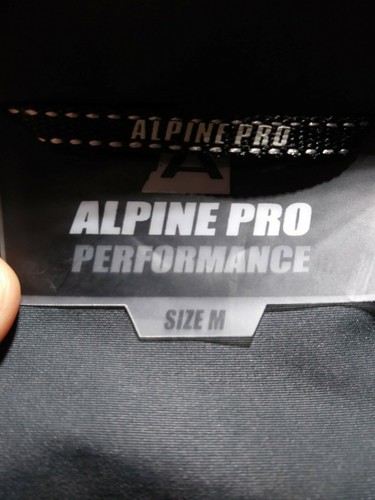 ALPINE PRO
A
ALPINE PRO
PERFORMANCE
SIZE M